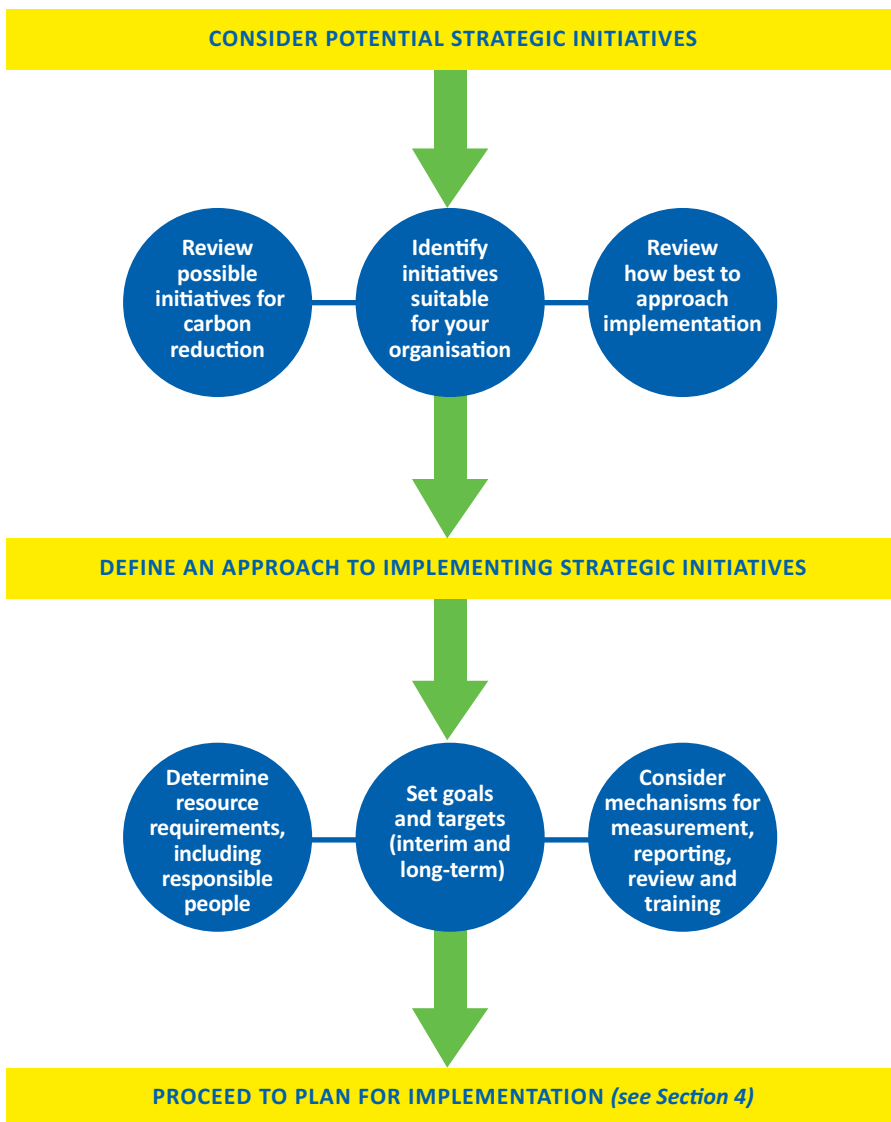 CONSIDER POTENTIAL STRATEGIC INITIATIVES
Review
possible
initiatives for
carbon
reduction
Identify
initiatives
suitable
for your
organisation
Review
how best to
approach
implementation
DEFINE AN APPROACH TO IMPLEMENTING STRATEGIC INITIATIVES
Determine
resource
requirements,
including
responsible
people
Set goals
and targets
(interim and
long-term)
Consider
mechanisms for
measurement,
reporting,
review and
training
PROCEED TO PLAN FOR IMPLEMENTATION (see Section 4)